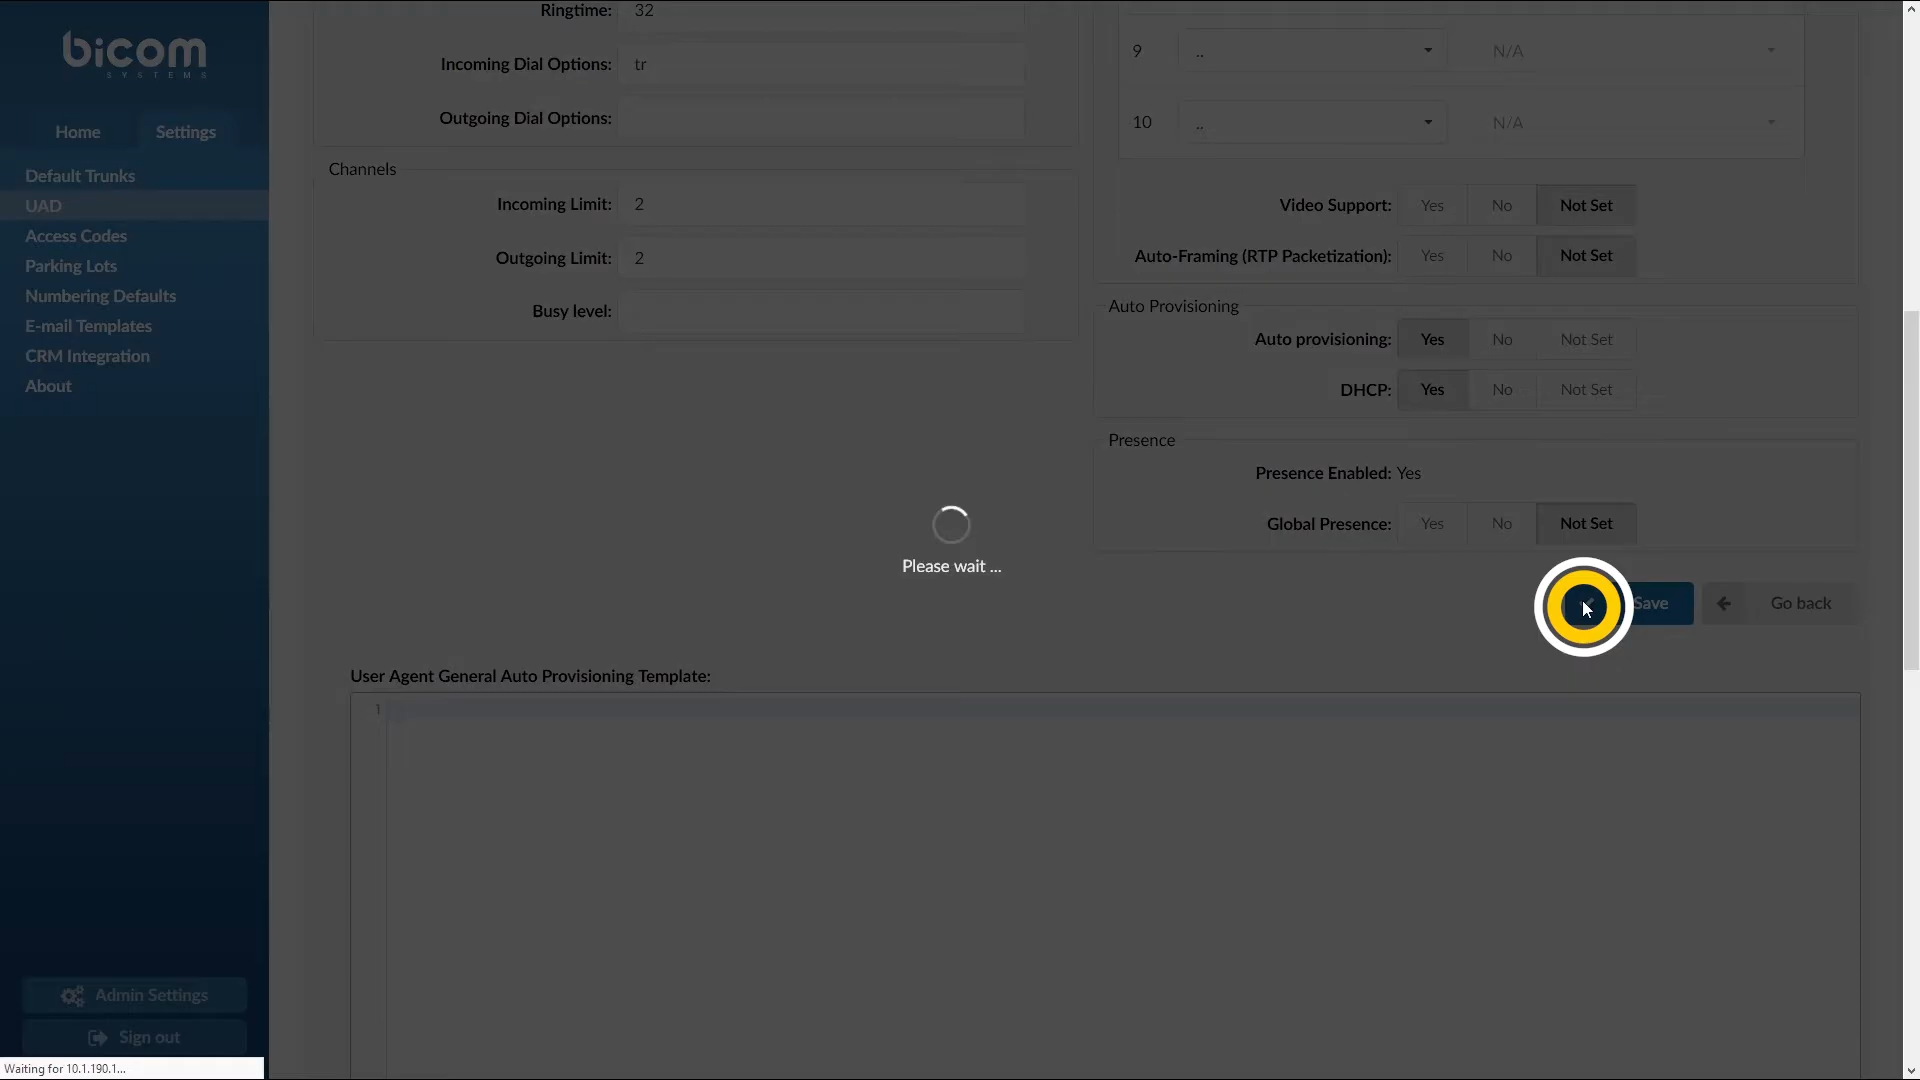 bicom
SYSTEMS
Home Settings
Default Trunks
UAD
Access Codes
Parking Lots
Numbering Defaults
E-mail Templates
CRM Integration
About
Admin Settings
Sign out
Waiting for 10.1.190.1...
Ringtime: 32
Incoming Dial Options: tr
Outgoing Dial Options:
Channels
Incoming Limit: 2
Outgoing Limit: 2
Busy level:
9 .. N/A
10 .. N/A
Video Support: Yes No Not Set
Auto-Framing (RTP Packetization): Yes No Not Set
Auto Provisioning
Auto provisioning: Yes No Not Set
DHCP: Yes No Not Set
Presence
Presence Enabled: Yes
Global Presence: Yes No Not Set
Please wait ...
Save Go back
User Agent General Auto Provisioning Template:
1